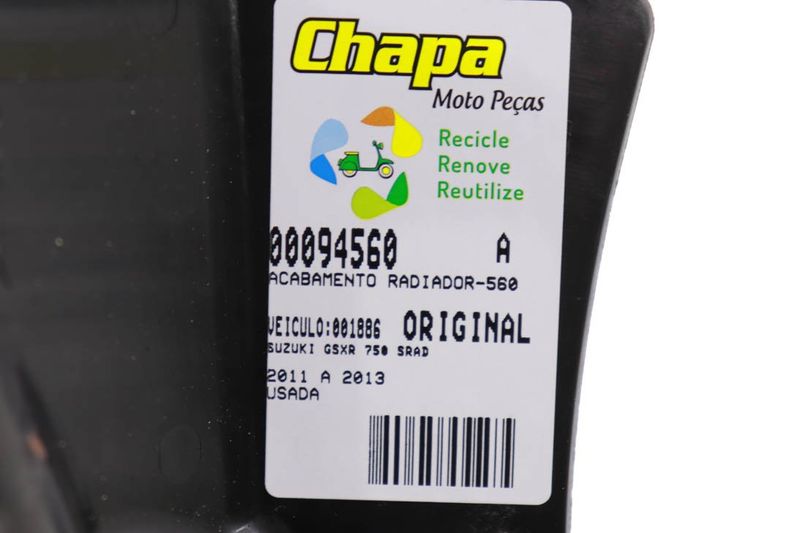 Chapa
Moto Peças
Recicle
Renove
Reutilize
00094560 A
ACABAMENTO RADIADOR-560
VEICULO:001886 ORIGINAL
SUZUKI GSXR 750 SRAD
2011 A 2013
USADA